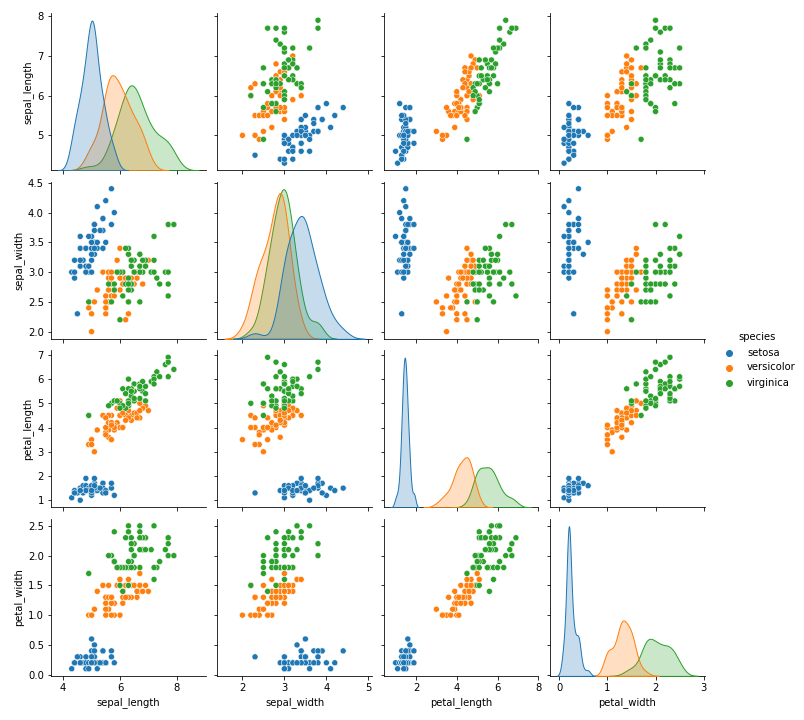 8
7
6
5
sepal_length
4.5
4.0
3.5
3.0
2.5
2.0
sepal_width
species
setosa
versicolor
virginica
7
6
5
4
3
2
1
petal_length
2.5
2.0
1.5
1.0
0.5
0.0
petal_width
4 6 8
sepal_length
2 3 4 5
sepal_width
2 4 6 8
petal_length
0 1 2 3
petal_width